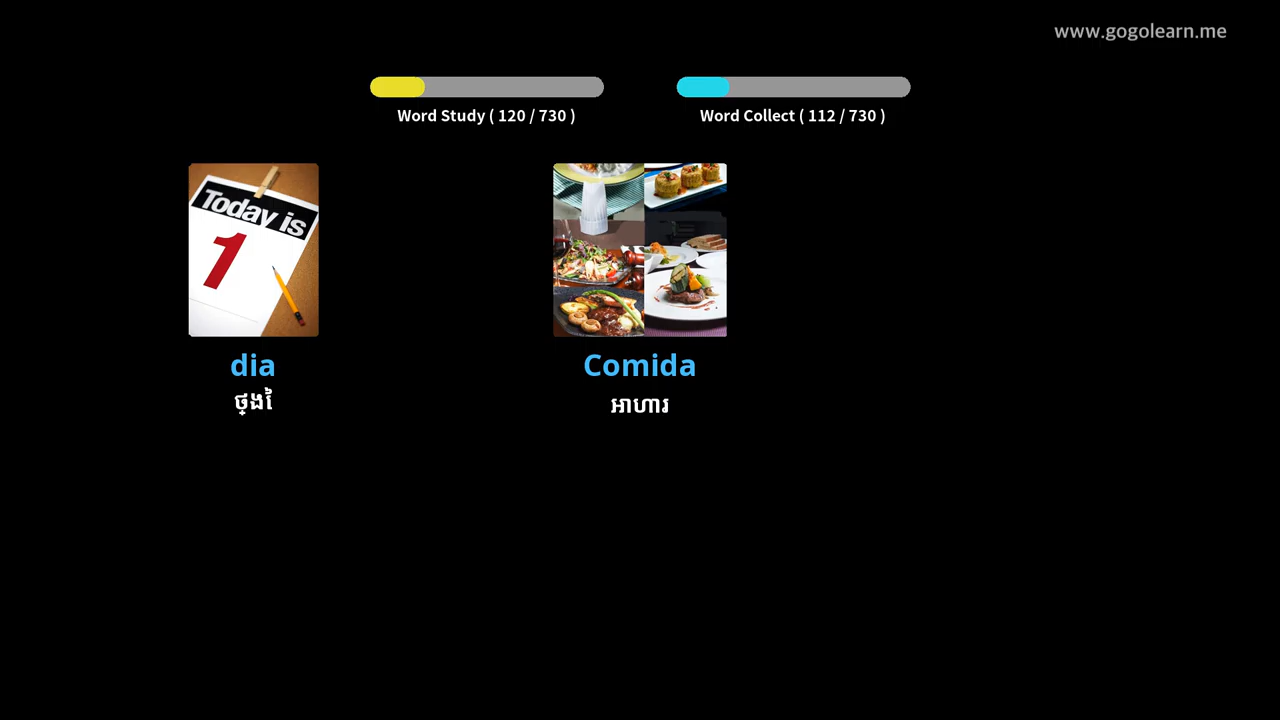 www.gogolearn.me
Word Study ( 120 / 730 )
Word Collect ( 112 / 730 )
Today is
1
dia
Comida
ថ្ងៃ
អាហារ